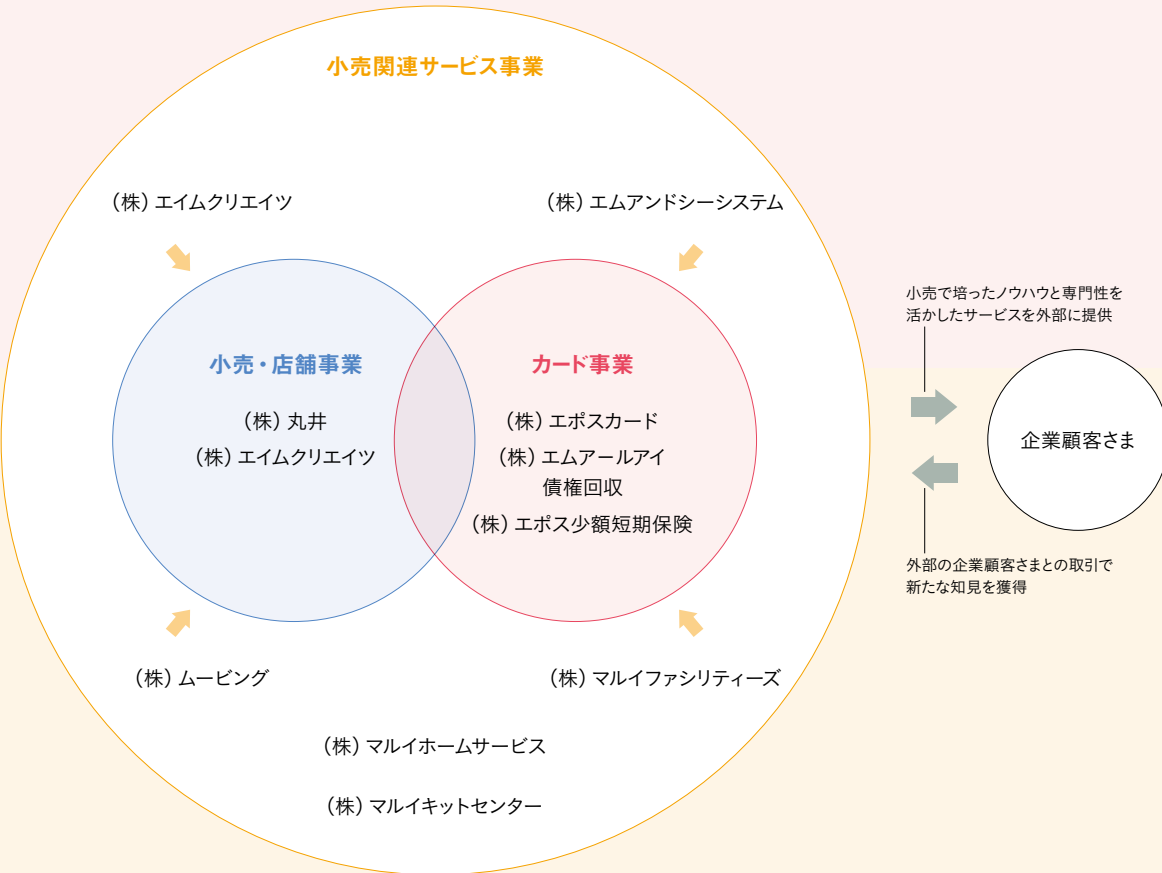 小売関連サービス事業
(株) エイムクリエイツ
(株) エムアンドシーシステム
小売・店舗事業
(株) 丸井
(株) エイムクリエイツ
カード事業
(株) エポスカード
(株) エムアールアイ
債権回収
(株) エポス少額短期保険
(株) ムービング
(株) マルイファシリティーズ
(株) マルイホームサービス
(株) マルイキットセンター
小売で培ったノウハウと専門性を
活かしたサービスを外部に提供
企業顧客さま
外部の企業顧客さまとの取引で
新たな知見を獲得